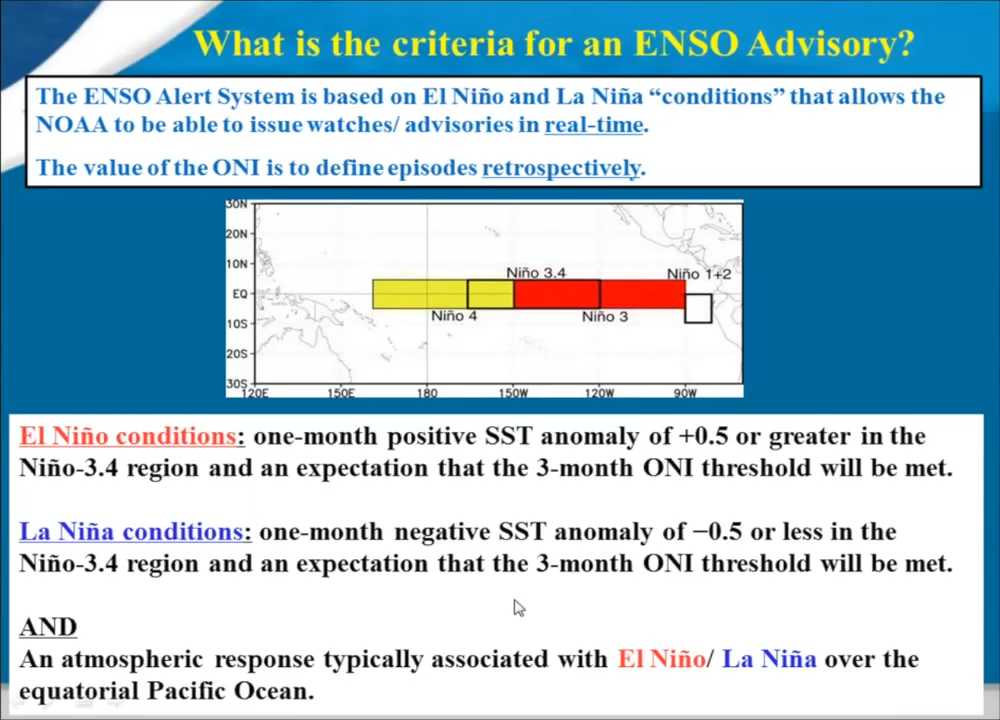 What is the criteria for an ENSO Advisory?
The ENSO Alert System is based on El Niño and La Niña “conditions” that allows the
NOAA to be able to issue watches/ advisories in real-time.
The value of the ONI is to define episodes retrospectively.
30N
20N
10N
Niño 3.4
Niño 1+2
EQ
Niño 4
Niño 3
10S
20S
30S
120E
150E
180
150W
120W
90W
El Niño conditions: one-month positive SST anomaly of +0.5 or greater in the
Niño-3.4 region and an expectation that the 3-month ONI threshold will be met.
La Niña conditions: one-month negative SST anomaly of −0.5 or less in the
Niño-3.4 region and an expectation that the 3-month ONI threshold will be met.
AND
An atmospheric response typically associated with El Niño/ La Niña over the
equatorial Pacific Ocean.